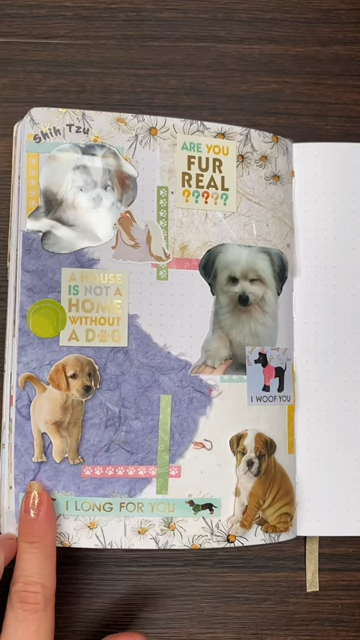 Shih Tzu
ARE YOU
FUR
REAL
?????
A HOUSE
IS NOT A
HOME
WITHOUT
A DOG
I WOOF YOU
I LONG FOR YOU